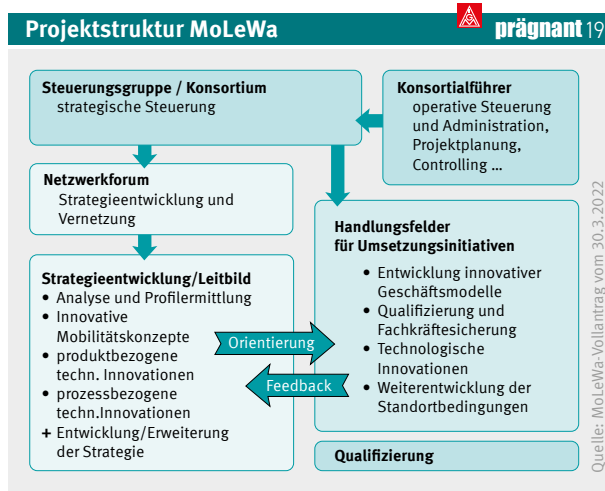 Projektstruktur MoLeWa
prägnant 19
Steuerungsgruppe / Konsortium
strategische Steuerung
Konsortialführer
operative Steuerung
und Administration,
Projektplanung,
Controlling ...
Netzwerkforum
Strategieentwicklung und
Vernetzung
Handlungsfelder
für Umsetzungsinitiativen
• Entwicklung innovativer
Geschäftsmodelle
• Qualifizierung und
Fachkräftesicherung
• Technologische
Innovationen
• Weiterentwicklung der
Standortbedingungen
Strategieentwicklung/Leitbild
• Analyse und Profilermittlung
• Innovative
Mobilitätskonzepte
• produktbezogene
techn. Innovationen
• prozessbezogene
techn.Innovationen
+ Entwicklung/Erweiterung
der Strategie
Orientierung
Feedback
Qualifizierung
Quelle: MoLeWa-Vollantrag vom 30.3.2022